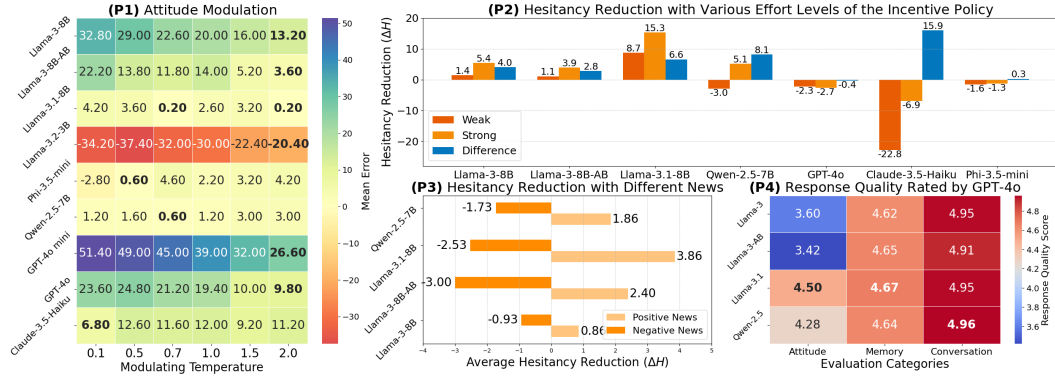 (P1) Attitude Modulation
Llama-3-8B 32.80 29.00 22.60 20.00 16.00 13.20
Llama-3-8B-AB 22.20 13.80 11.80 14.00 5.20 3.60
Llama-3.1-8B 4.20 3.60 0.20 2.60 3.20 0.20
Llama-3.2-3B -34.20 -37.40 -32.00 -30.00 -22.40 -20.40
Phi-3.5-mini -2.80 0.60 4.60 2.20 3.20 4.20
Qwen-2.5-7B 1.20 1.60 0.60 1.20 3.00 3.00
GPT-4o mini 51.40 49.00 45.00 39.00 32.00 26.60
GPT-4o 23.60 24.80 21.20 19.40 10.00 9.80
Claude-3.5-Haiku 6.80 12.60 11.60 12.00 9.20 11.20
0.1 0.5 0.7 1.0 1.5 2.0
Modulating Temperature
50
40
30
20
10
0
−10
−20
−30
Mean Error
(P2) Hesitancy Reduction with Various Effort Levels of the Incentive Policy
Hesitancy Reduction (ΔH)
20
10
0
−10
−20
1.4 5.4 4.0
1.1 3.9 2.8
8.7 15.3 6.6
-3.0 5.1 8.1
-2.3 -2.7 -0.4
-22.8 -6.9 15.9
-1.6 -1.3 0.3
Weak
Strong
Difference
Llama-3-8B Llama-3-8B-AB Llama-3.1-8B Qwen-2.5-7B GPT-4o Claude-3.5-Haiku Phi-3.5-mini
(P3) Hesitancy Reduction with Different News
Qwen-2.5-7B -1.73 1.86
Llama-3.1-8B -2.53 3.86
Llama-3-8B-AB -3.00 2.40
Llama-3-8B -0.93 0.86
Positive News
Negative News
−4 −3 −2 −1 0 1 2 3 4 5
Average Hesitancy Reduction (ΔH)
(P4) Response Quality Rated by GPT-4o
Llama-3 3.60 4.62 4.95
Llama-3-AB 3.42 4.65 4.91
Llama-3.1 4.50 4.67 4.95
Qwen-2.5 4.28 4.64 4.96
Attitude Memory Conversation
Evaluation Categories
4.8
4.6
4.4
4.2
4.0
3.8
3.6
Response Quality Score